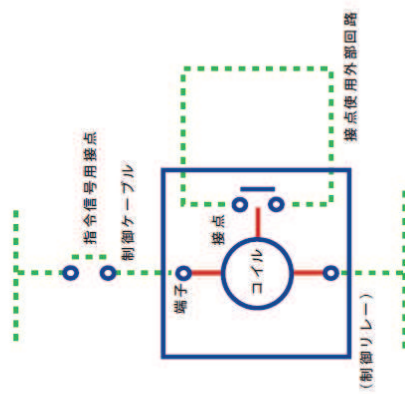 指令信号用接点
制御ケーブル
端子
接点
コイル
接点使用外部回路
(制御リレー)